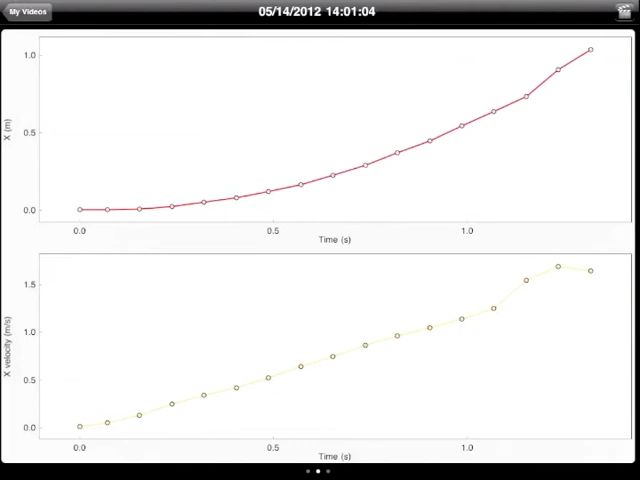 My Videos
05/14/2012 14:01:04
X (m)
1.0
0.5
0.0
0.0 0.5 1.0
Time (s)
X velocity (m/s)
1.5
1.0
0.5
0.0
0.0 0.5 1.0
Time (s)